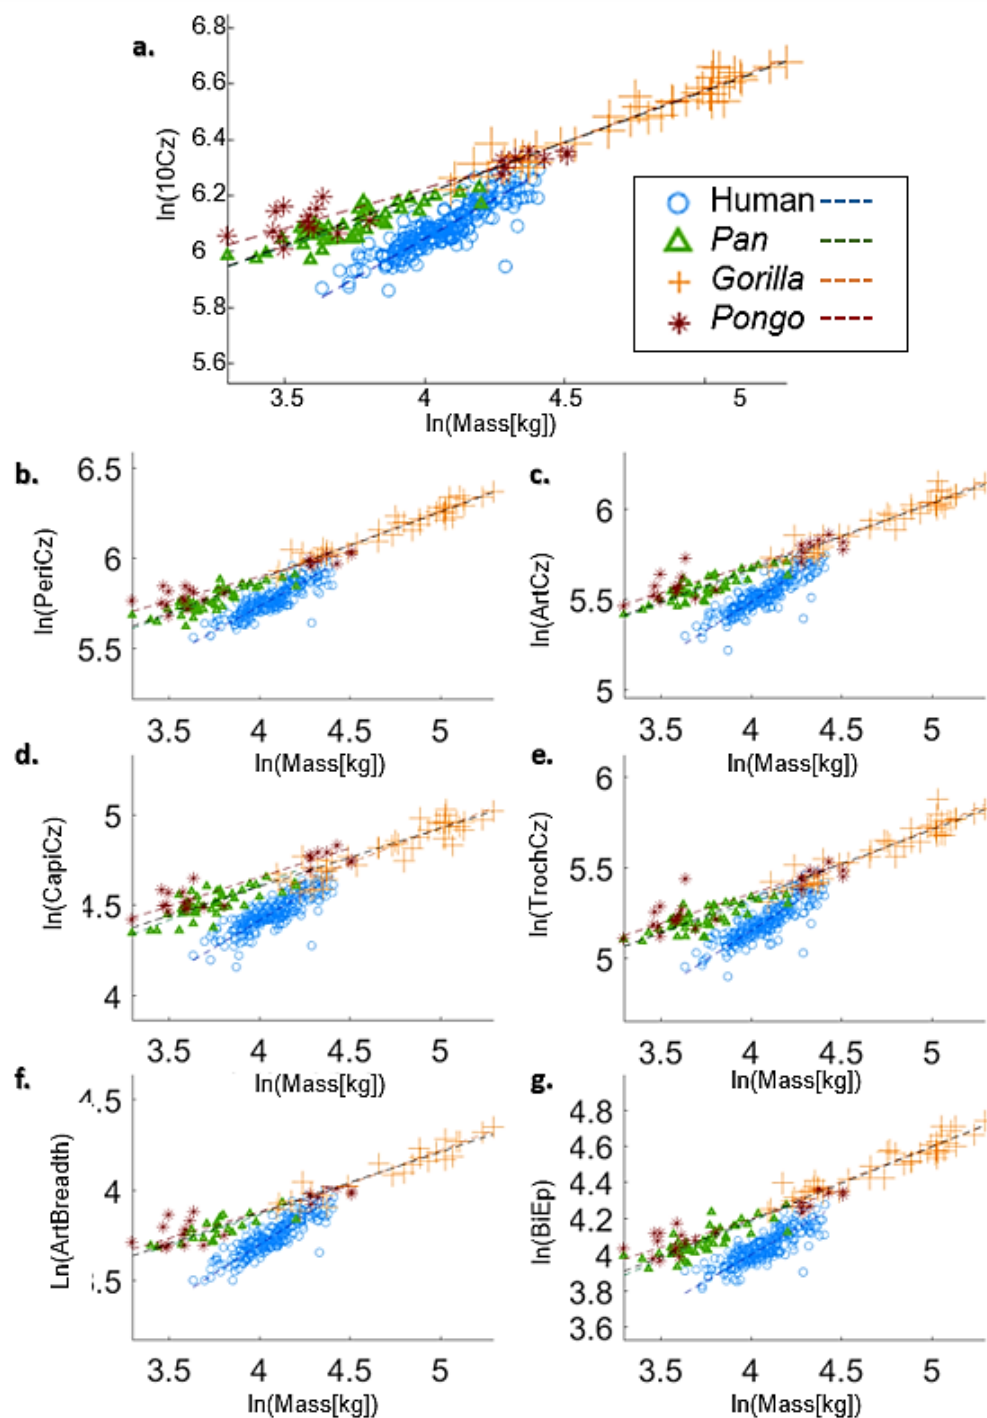 a.
ln(10Cz)
6.8
6.6
6.4
6.2
6
5.8
5.6
3.5 4 4.5 5
ln(Mass[kg])
Human
Pan
Gorilla
Pongo
b.
ln(PeriCz)
6.5
6
5.5
3.5 4 4.5 5
ln(Mass[kg])
c.
ln(ArtCz)
6
5.5
5
3.5 4 4.5 5
ln(Mass[kg])
d.
ln(CapiCz)
5
4.5
4
3.5 4 4.5 5
ln(Mass[kg])
e.
ln(TrochCz)
6
5.5
5
3.5 4 4.5 5
ln(Mass[kg])
f.
Ln(ArtBreadth)
.5
4
.5
3.5 4 4.5 5
ln(Mass[kg])
g.
ln(BiEp)
4.8
4.6
4.4
4.2
4
3.8
3.6
3.5 4 4.5 5
ln(Mass[kg])